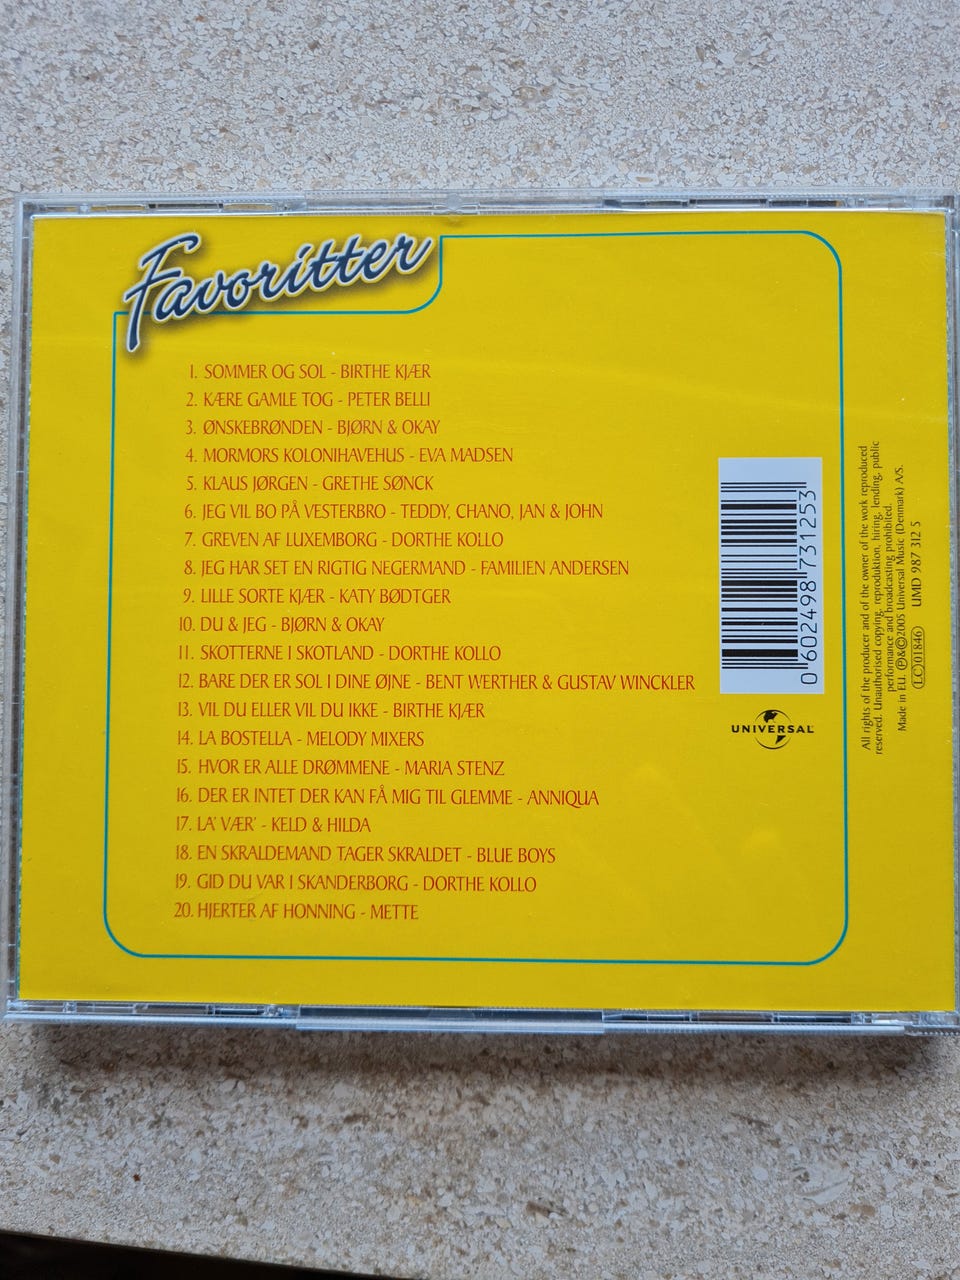 Favoritter
1. SOMMER OG SOL - BIRTHE KJÆR
2. KÆRE GAMLE TOG - PETER BELLI
3. ØNSKEBRØNDEN - BJØRN & OKAY
4. MORMORS KOLONIHAVEHUS - EVA MADSEN
5. KLAUS JØRGEN - GRETHE SØNCK
6. JEG VIL BO PÅ VESTERBRO - TEDDY, CHANO, JAN & JOHN
7. GREVEN AF LUXEMBORG - DORTHE KOLLO
8. JEG HAR SET EN RIGTIG NEGERMAND - FAMILIEN ANDERSEN
9. LILLE SORTE KJÆR - KATY BØDTGER
10. DU & JEG - BJØRN & OKAY
11. SKOTTERNE I SKOTLAND - DORTHE KOLLO
12. BARE DER ER SOL I DINE ØJNE - BENT WERTHER & GUSTAV WINCKLER
13. VIL DU ELLER VIL DU IKKE - BIRTHE KJÆR
14. LA BOSTELLA - MELODY MIXERS
15. HVOR ER ALLE DRØMMENE - MARIA STENZ
16. DER ER INTET DER KAN FÅ MIG TIL GLEMME - ANNIQUA
17. LA' VÆR' - KELD & HILDA
18. EN SKRALDEMAND TAGER SKRALDET - BLUE BOYS
19. GID DU VAR I SKANDERBORG - DORTHE KOLLO
20. HJERTER AF HONNING - METTE
0 602498 731253
UNIVERSAL
All rights of the producer and of the owner of the work reproduced
reserved. Unauthorised copying, reproduktion, hiring, lending, public
performance and broadcasting prohibited.
Made in EU. ℗&©2005 Universal Music (Denmark) A/S.
LC 01846 UMD 987 312 5